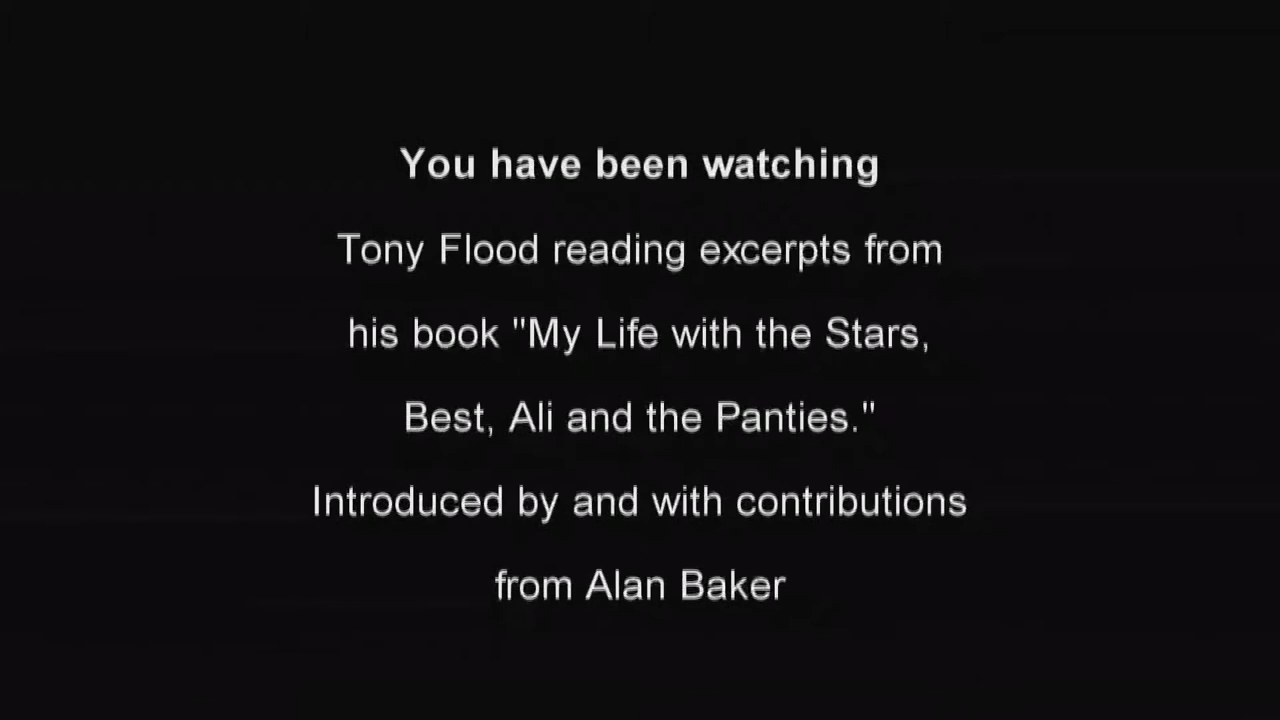 You have been watching
Tony Flood reading excerpts from
his book "My Life with the Stars,
Best, Ali and the Panties."
Introduced by and with contributions
from Alan Baker